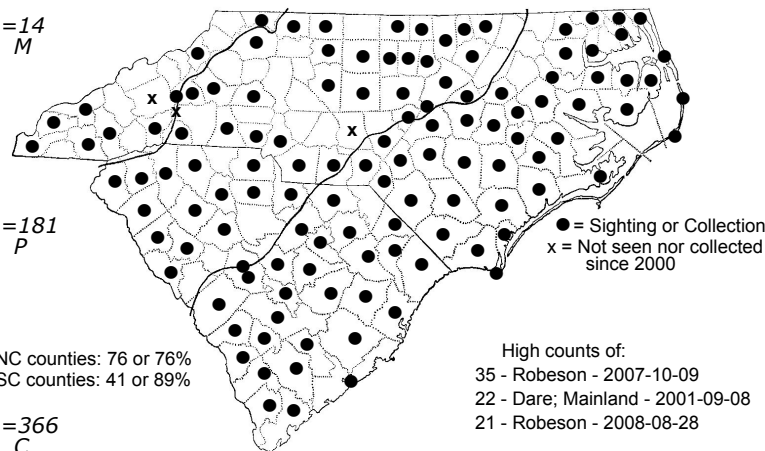 =14
M
x
x
x
=181
P
● = Sighting or Collection
x = Not seen nor collected
since 2000
NC counties: 76 or 76%
SC counties: 41 or 89%
High counts of:
35 - Robeson - 2007-10-09
22 - Dare; Mainland - 2001-09-08
21 - Robeson - 2008-08-28
=366
C